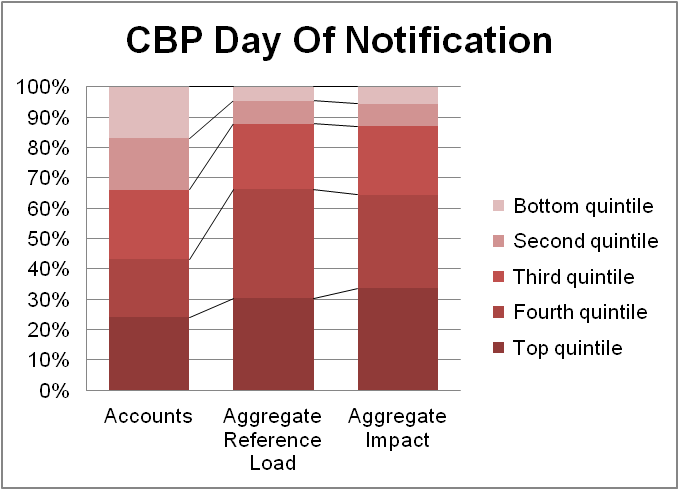 CBP Day Of Notification
100%
90%
80%
70%
60%
50%
40%
30%
20%
10%
0%
Accounts
Aggregate
Reference
Load
Aggregate
Impact
Bottom quintile
Second quintile
Third quintile
Fourth quintile
Top quintile